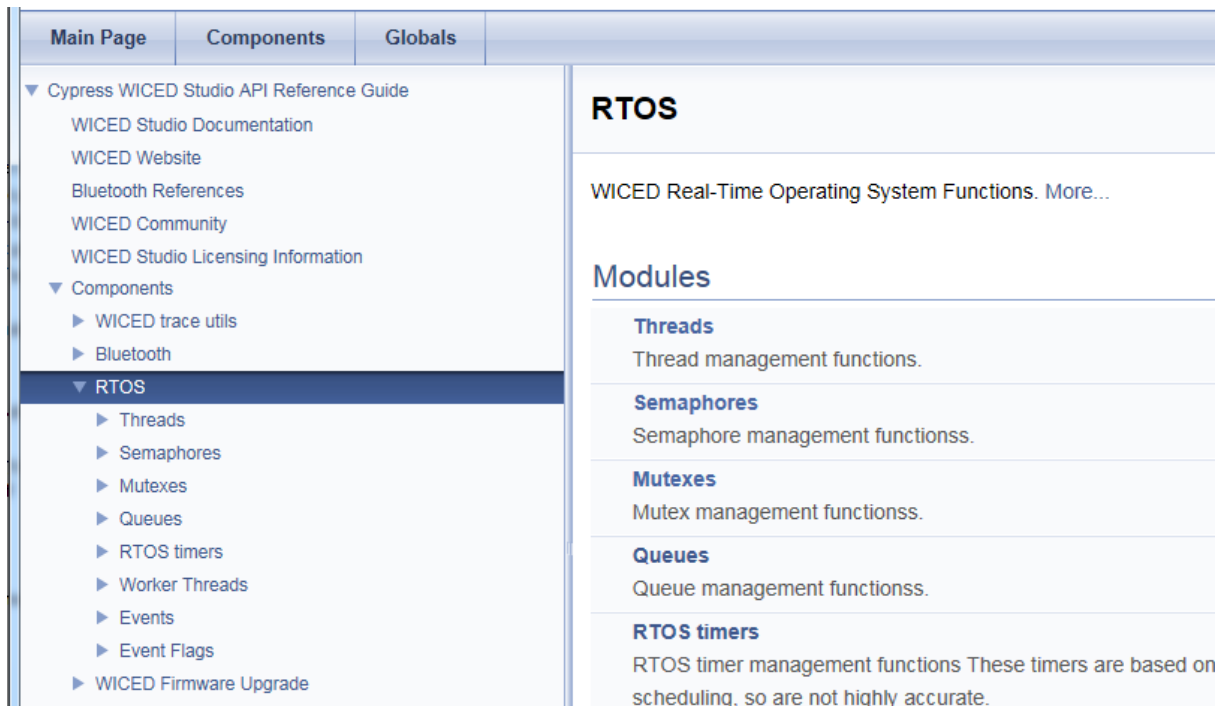 Main Page Components Globals
Cypress WICED Studio API Reference Guide
WICED Studio Documentation
WICED Website
Bluetooth References
WICED Community
WICED Studio Licensing Information
Components
WICED trace utils
Bluetooth
RTOS
Threads
Semaphores
Mutexes
Queues
RTOS timers
Worker Threads
Events
Event Flags
WICED Firmware Upgrade
RTOS
WICED Real-Time Operating System Functions. More...
Modules
Threads
Thread management functions.
Semaphores
Semaphore management functionss.
Mutexes
Mutex management functionss.
Queues
Queue management functionss.
RTOS timers
RTOS timer management functions These timers are based on
scheduling, so are not highly accurate.